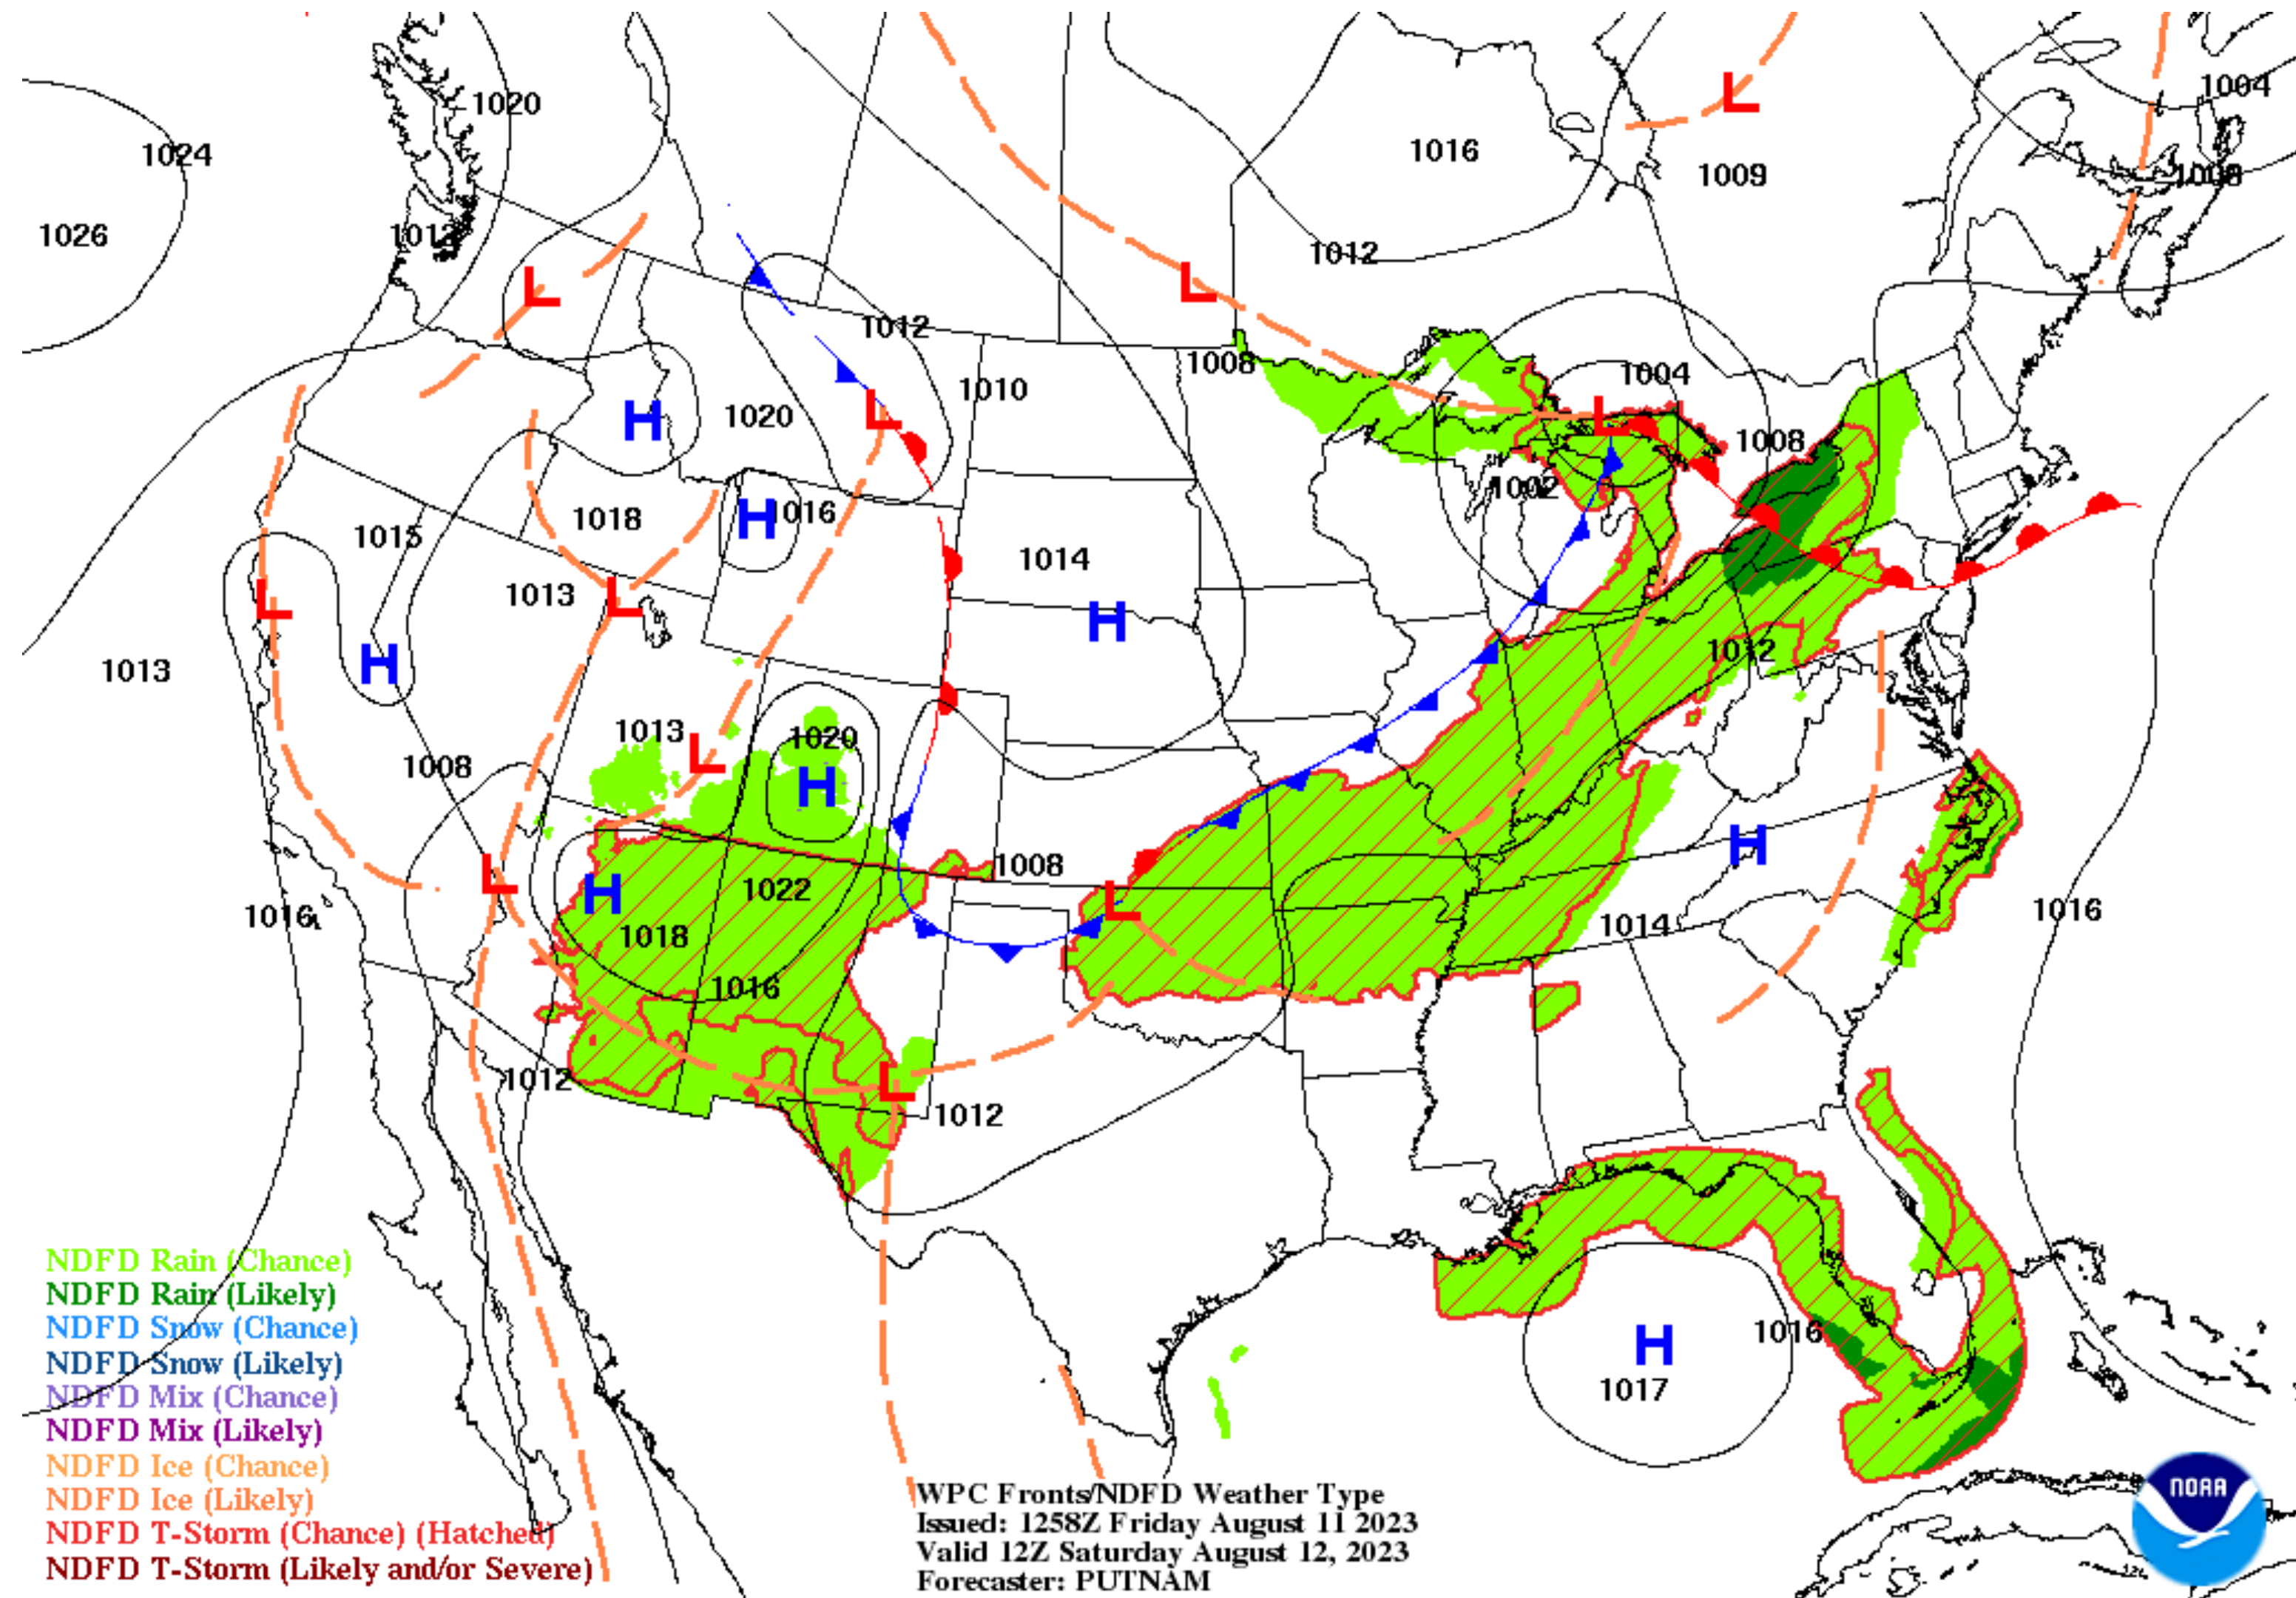 1020
1004
L
1024
1016
1009
1008
1026
1012
1012
L
L
1012
1008
1004
1010
L
L
H
1020
1008
1002
H
1016
1018
1015
1014
1013
L
L
H
H
1013
1012
1013
L
1020
1008
H
H
1008
L
H
1022
L
1016
1018
1014
1016
1016
1012
L
1012
NDFD Rain (Chance)
NDFD Rain (Likely)
NDFD Snow (Chance)
NDFD Snow (Likely)
NDFD Mix (Chance)
NDFD Mix (Likely)
NDFD Ice (Chance)
NDFD Ice (Likely)
NDFD T-Storm (Chance) (Hatched)
NDFD T-Storm (Likely and/or Severe)
H
1016
1017
WPC Fronts/NDFD Weather Type
Issued: 1258Z Friday August 11 2023
Valid 12Z Saturday August 12, 2023
Forecaster: PUTNAM
NOAA